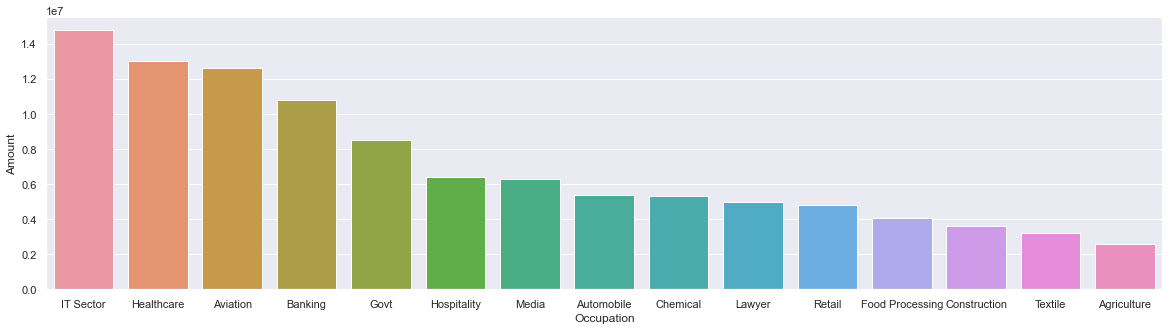 1e7
1.4
1.2
1.0
0.8
0.6
0.4
0.2
0.0
Amount
IT Sector Healthcare Aviation Banking Govt Hospitality Media Automobile Chemical Lawyer Retail Food Processing Construction Textile Agriculture
Occupation